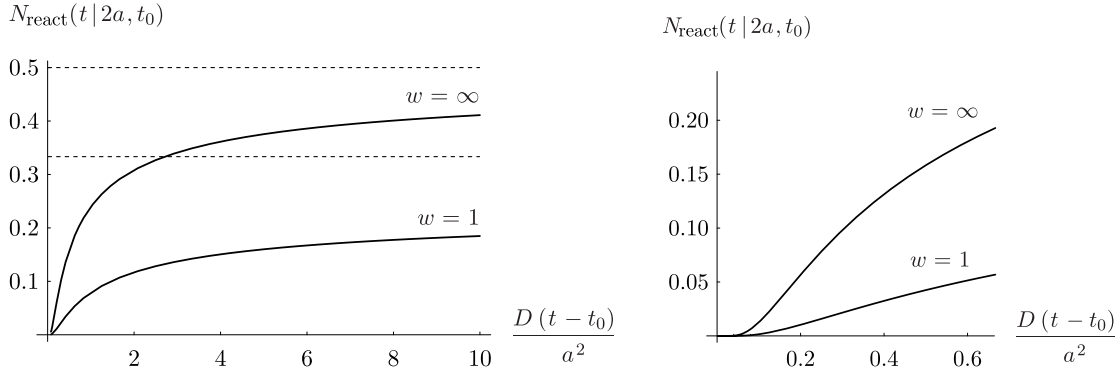 N_react(t | 2a, t_0)
0.5
w = ∞
0.4
0.3
0.2
w = 1
0.1
2
4
6
8
10
D (t − t_0)
a^2
N_react(t | 2a, t_0)
w = ∞
0.20
0.15
0.10
w = 1
0.05
0.2
0.4
0.6
D (t − t_0)
a^2